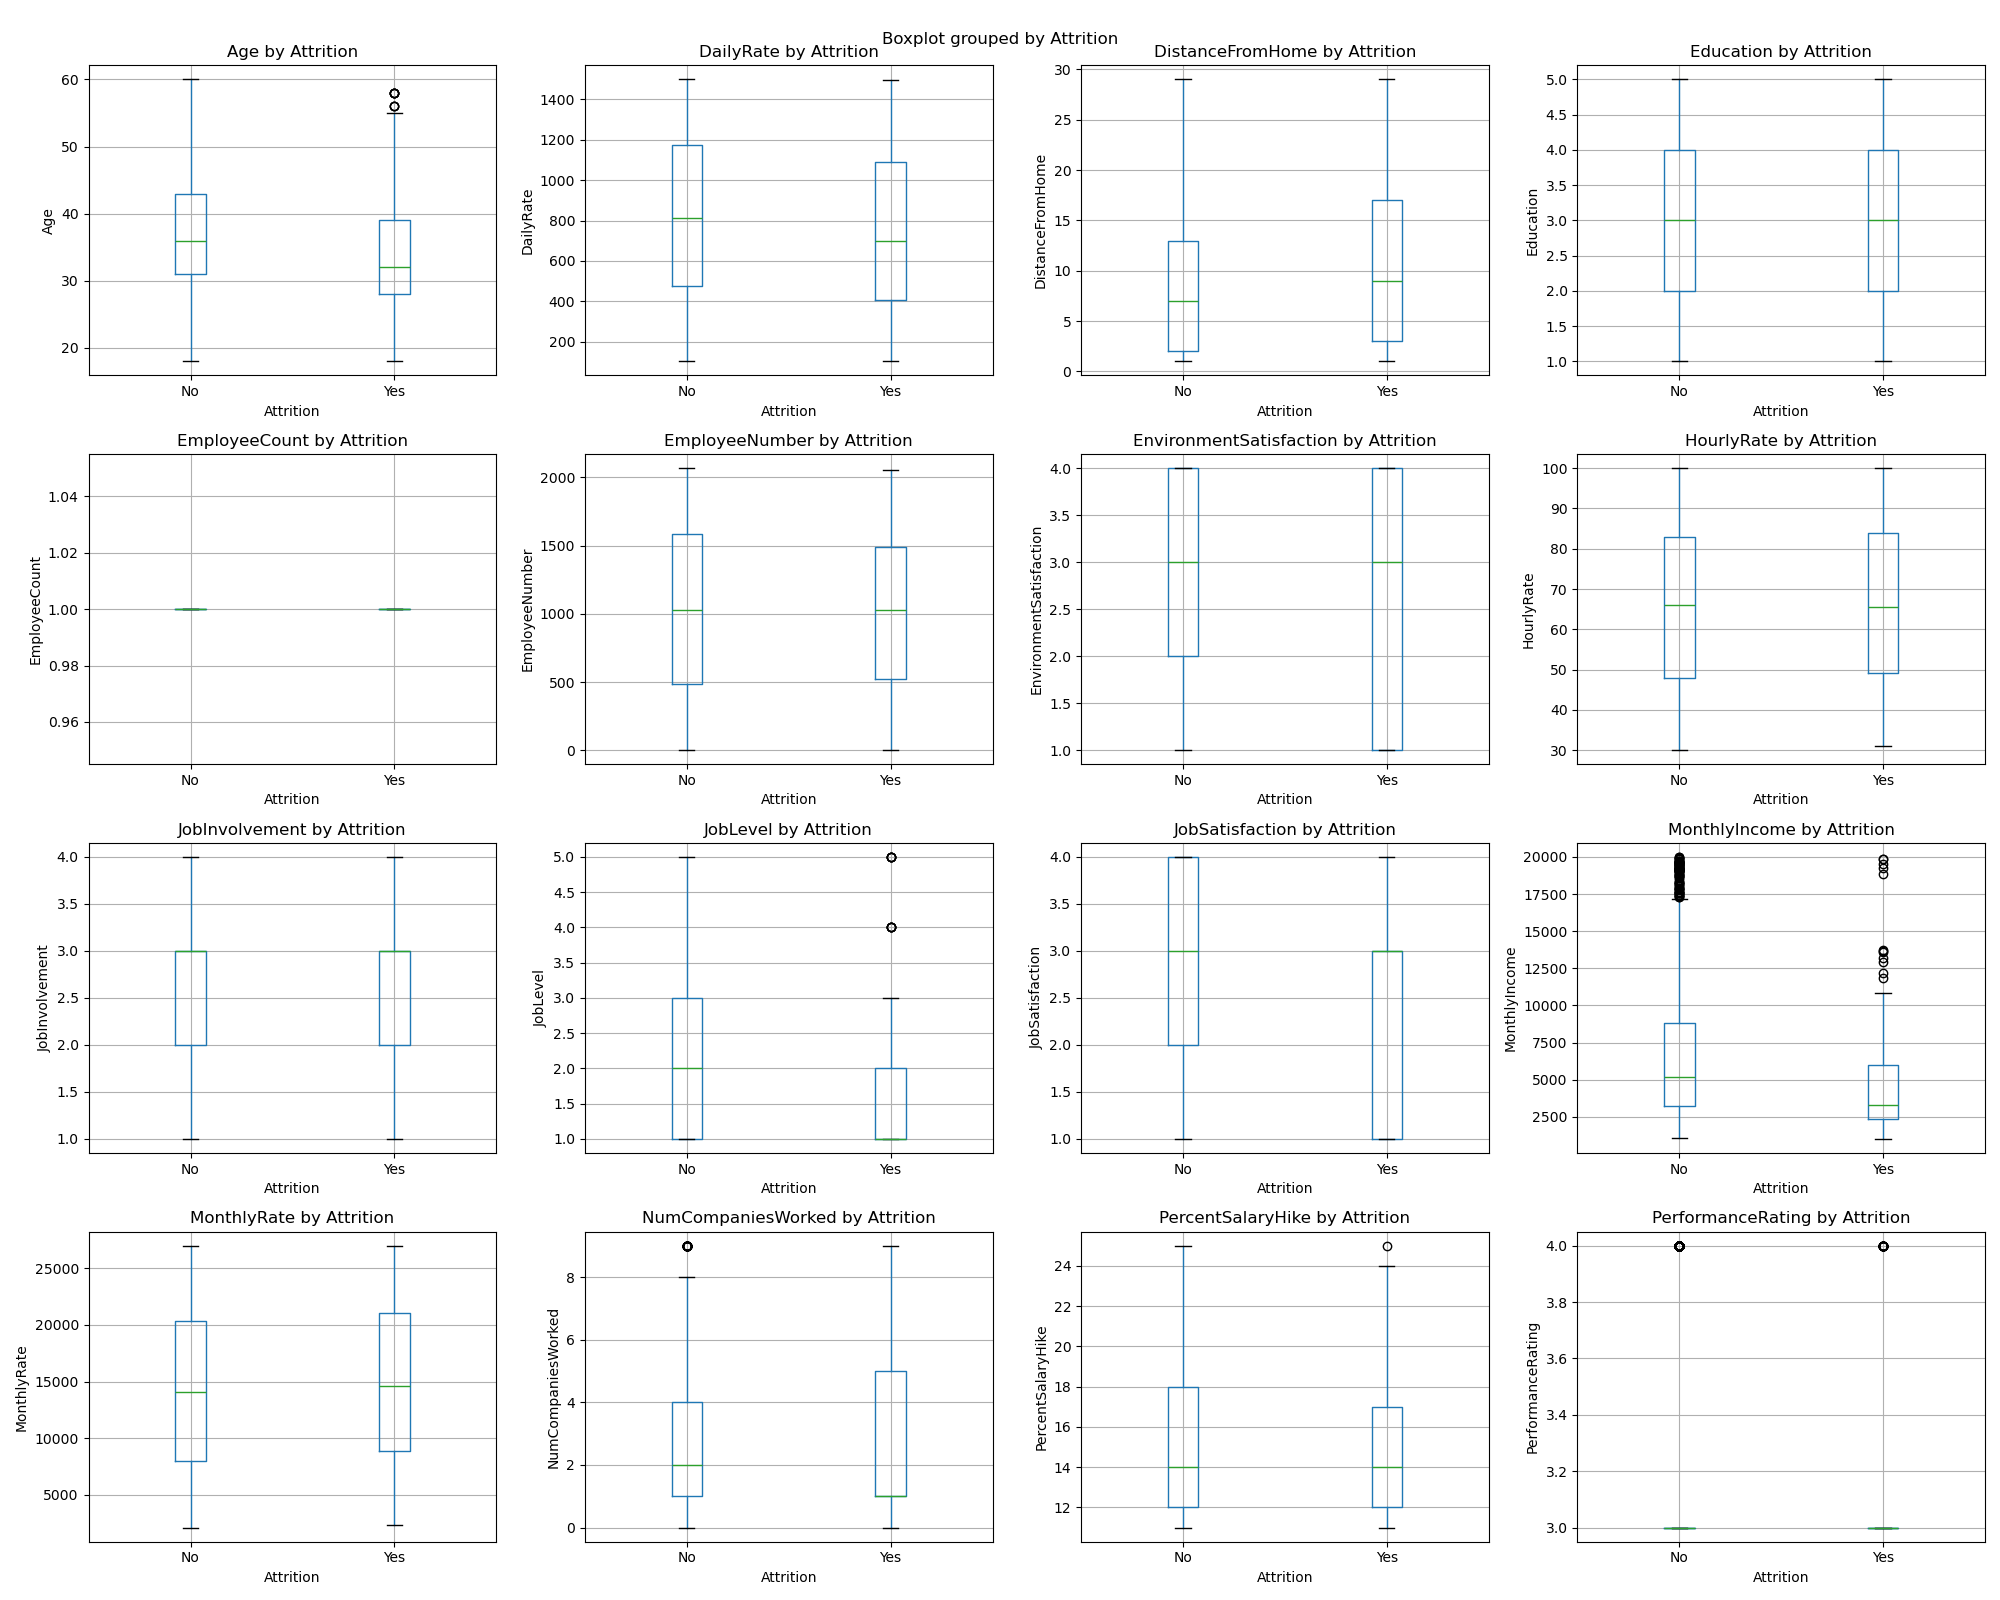 Boxplot grouped by Attrition
Age by Attrition
60
50
40
30
20
Age
No Yes
Attrition
DailyRate by Attrition
1400
1200
1000
800
600
400
200
DailyRate
No Yes
Attrition
DistanceFromHome by Attrition
30
25
20
15
10
5
0
DistanceFromHome
No Yes
Attrition
Education by Attrition
5.0
4.5
4.0
3.5
3.0
2.5
2.0
1.5
1.0
Education
No Yes
Attrition
EmployeeCount by Attrition
1.04
1.02
1.00
0.98
0.96
EmployeeCount
No Yes
Attrition
EmployeeNumber by Attrition
2000
1500
1000
500
0
EmployeeNumber
No Yes
Attrition
EnvironmentSatisfaction by Attrition
4.0
3.5
3.0
2.5
2.0
1.5
1.0
EnvironmentSatisfaction
No Yes
Attrition
HourlyRate by Attrition
100
90
80
70
60
50
40
30
HourlyRate
No Yes
Attrition
JobInvolvement by Attrition
4.0
3.5
3.0
2.5
2.0
1.5
1.0
JobInvolvement
No Yes
Attrition
JobLevel by Attrition
5.0
4.5
4.0
3.5
3.0
2.5
2.0
1.5
1.0
JobLevel
No Yes
Attrition
JobSatisfaction by Attrition
4.0
3.5
3.0
2.5
2.0
1.5
1.0
JobSatisfaction
No Yes
Attrition
MonthlyIncome by Attrition
20000
17500
15000
12500
10000
7500
5000
2500
MonthlyIncome
No Yes
Attrition
MonthlyRate by Attrition
25000
20000
15000
10000
5000
MonthlyRate
No Yes
Attrition
NumCompaniesWorked by Attrition
8
6
4
2
0
NumCompaniesWorked
No Yes
Attrition
PercentSalaryHike by Attrition
24
22
20
18
16
14
12
PercentSalaryHike
No Yes
Attrition
PerformanceRating by Attrition
4.0
3.8
3.6
3.4
3.2
3.0
PerformanceRating
No Yes
Attrition